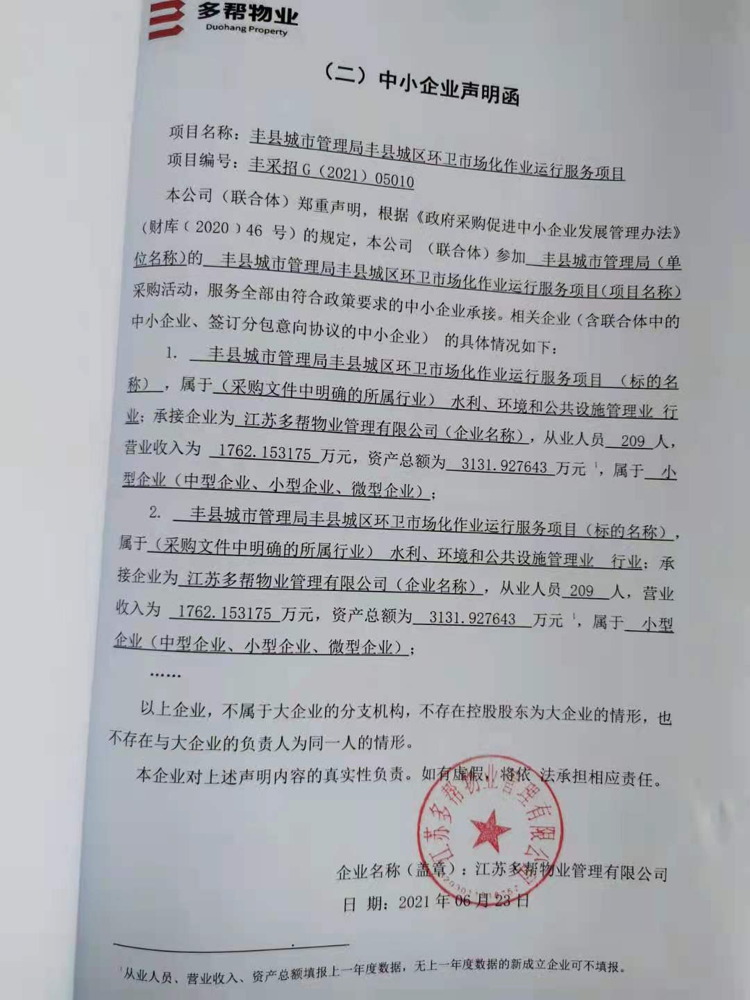 多帮物业
Duohang Property
（二）中小企业声明函
项目名称：丰县城市管理局丰县城区环卫市场化作业运行服务项目
项目编号：丰采招G（2021）05010
本公司（联合体）郑重声明，根据《政府采购促进中小企业发展管理办法》
（财库﹝2020﹞46 号）的规定，本公司 （联合体）参加 丰县城市管理局（单
位名称）的 丰县城市管理局丰县城区环卫市场化作业运行服务项目（项目名称）
采购活动，服务全部由符合政策要求的中小企业承接。相关企业（含联合体中的
中小企业、签订分包意向协议的中小企业） 的具体情况如下：
1. 丰县城市管理局丰县城区环卫市场化作业运行服务项目 （标的名
称） ，属于（采购文件中明确的所属行业） 水利、环境和公共设施管理业 行
业；承接企业为 江苏多帮物业管理有限公司（企业名称），从业人员 209 人，
营业收入为 1762.153175 万元，资产总额为 3131.927643 万元 1，属于 小
型企业（中型企业、小型企业、微型企业）；
2. 丰县城市管理局丰县城区环卫市场化作业运行服务项目（标的名称），
属于（采购文件中明确的所属行业） 水利、环境和公共设施管理业 行业；承
接企业为 江苏多帮物业管理有限公司（企业名称），从业人员 209 人，营业
收入为 1762.153175 万元，资产总额为 3131.927643 万元 1，属于 小型
企业（中型企业、小型企业、微型企业）；
……
以上企业，不属于大企业的分支机构，不存在控股股东为大企业的情形，也
不存在与大企业的负责人为同一人的情形。
本企业对上述声明内容的真实性负责。如有虚假，将依 法承担相应责任。
江苏多帮物业管理有限公司
企业名称（盖章）：江苏多帮物业管理有限公司
日 期：2021 年 06 月 23 日
1从业人员、营业收入、资产总额填报上一年度数据，无上一年度数据的新成立企业可不填报。